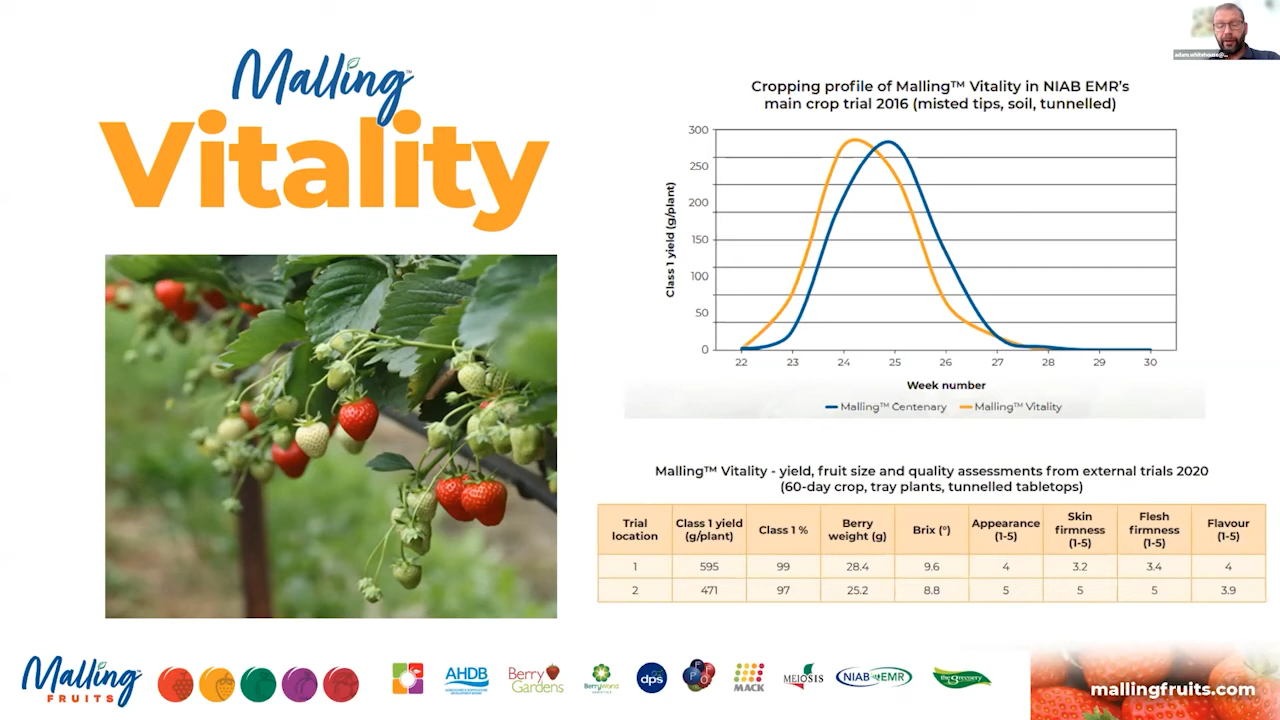 adam.whitehouse@...
Malling™
Vitality
Cropping profile of Malling™ Vitality in NIAB EMR's
main crop trial 2016 (misted tips, soil, tunnelled)
Class 1 yield (g/plant)
300
250
200
150
100
50
0
22 23 24 25 26 27 28 29 30
Week number
Malling™ Centenary Malling™ Vitality
Malling™ Vitality - yield, fruit size and quality assessments from external trials 2020
(60-day crop, tray plants, tunnelled tabletops)
Trial location Class 1 yield (g/plant) Class 1 % Berry weight (g) Brix (°) Appearance (1-5) Skin firmness (1-5) Flesh firmness (1-5) Flavour (1-5)
1 595 99 28.4 9.6 4 3.2 3.4 4
2 471 97 25.2 8.8 5 5 5 3.9
Malling™
FRUITS
AHDB
Berry
Gardens
BerryWorld
dps
MACK
MEIOSIS
NIAB EMR
the greenery
mallingfruits.com